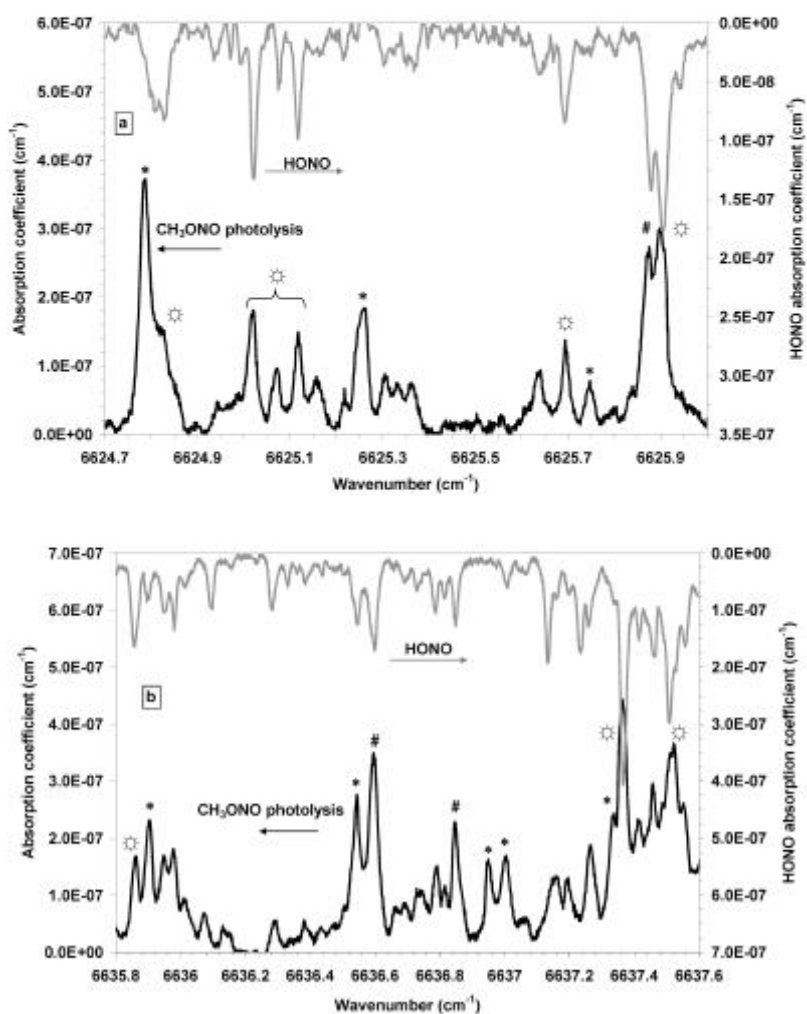 6.0E-07 0.0E+00
5.0E-07 5.0E-08
a
4.0E-07 1.0E-07
* HONO
3.0E-07 1.5E-07
CH₃ONO photolysis #
2.0E-07 2.0E-07
* 2.5E-07
1.0E-07 * 3.0E-07
0.0E+00 3.5E-07
Absorption coefficient (cm⁻¹)
HONO absorption coefficient (cm⁻¹)
6624.7 6624.9 6625.1 6625.3 6625.5 6625.7 6625.9
Wavenumber (cm⁻¹)
7.0E-07 0.0E+00
6.0E-07 1.0E-07
HONO
5.0E-07 2.0E-07
b
4.0E-07 3.0E-07
#
3.0E-07 4.0E-07
* CH₃ONO photolysis * # *
2.0E-07 5.0E-07
* *
1.0E-07 6.0E-07
0.0E+00 7.0E-07
Absorption coefficient (cm⁻¹)
HONO absorption coefficient (cm⁻¹)
6635.8 6636 6636.2 6636.4 6636.6 6636.8 6637 6637.2 6637.4 6637.6
Wavenumber (cm⁻¹)